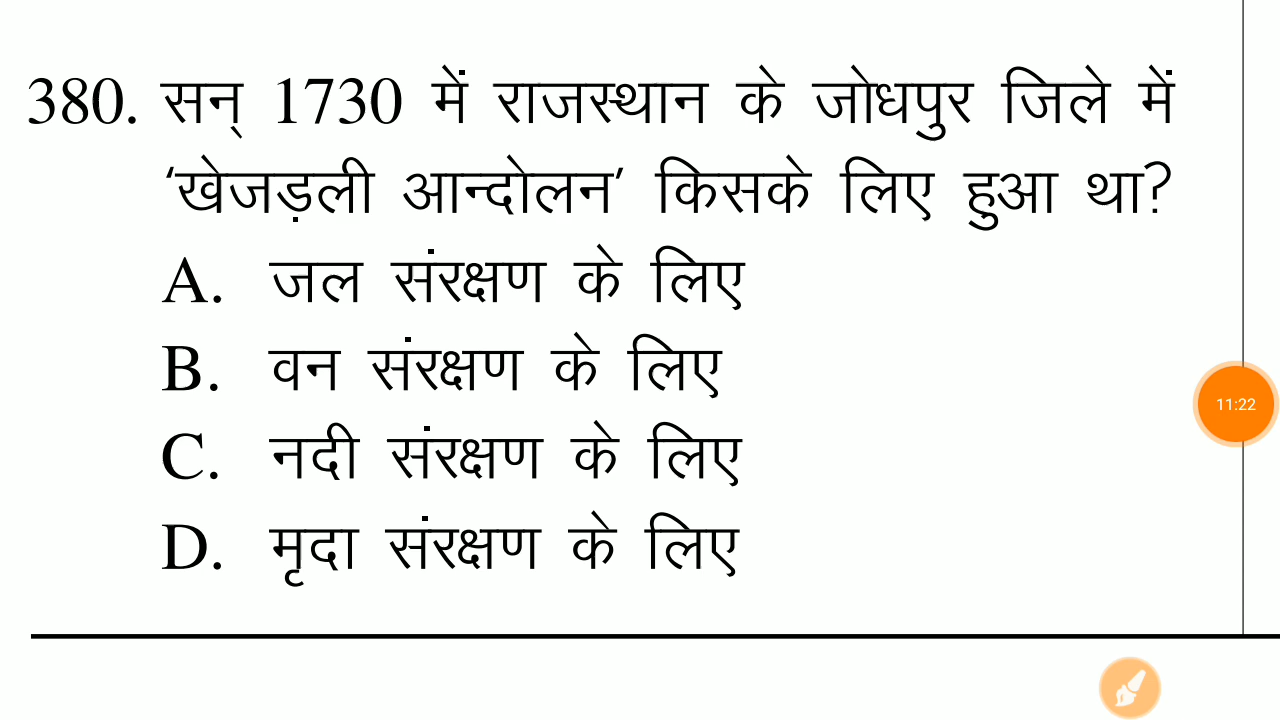 380. सन् 1730 में राजस्थान के जोधपुर जिले में
‘खेजड़ली आन्दोलन’ किसके लिए हुआ था?
A. जल संरक्षण के लिए
B. वन संरक्षण के लिए
C. नदी संरक्षण के लिए
D. मृदा संरक्षण के लिए
11:22